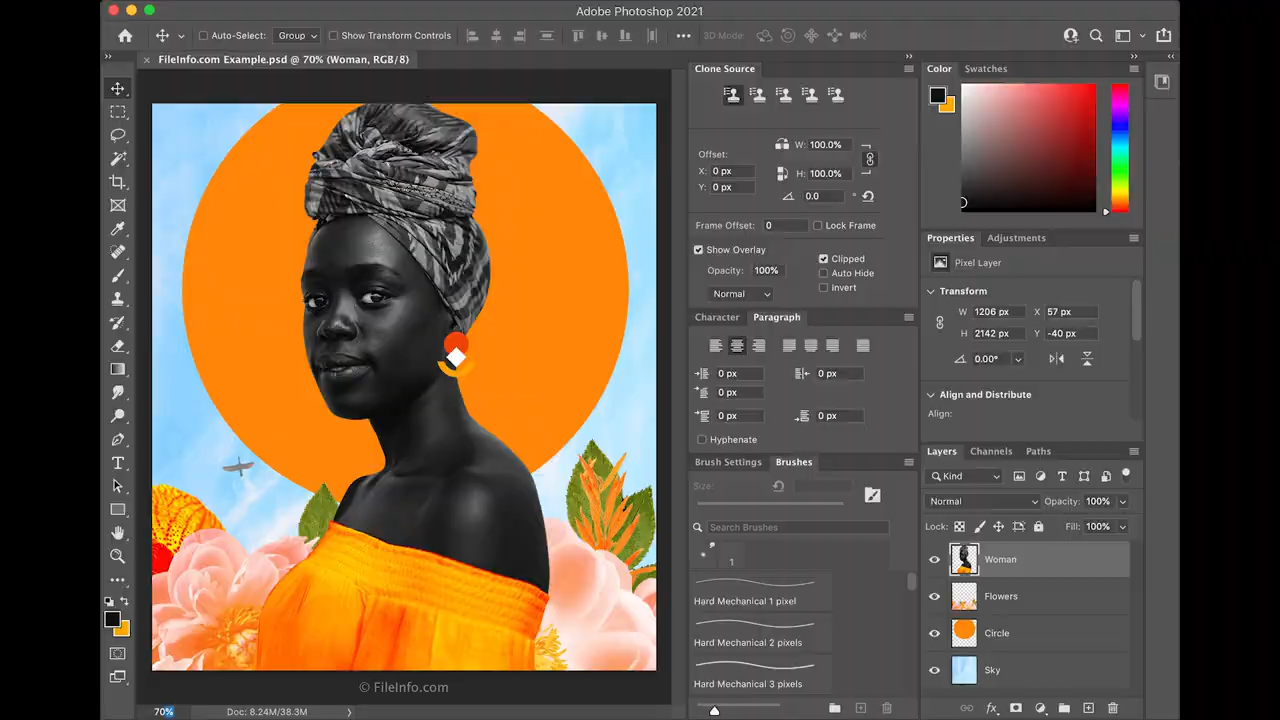 Adobe Photoshop 2021
Auto-Select: Group Show Transform Controls 3D Mode:
FileInfo.com Example.psd @ 70% (Woman, RGB/8)
Clone Source
Offset:
X: 0 px
Y: 0 px
W: 100.0%
H: 100.0%
0.0 °
Frame Offset: 0 Lock Frame
Show Overlay
Opacity: 100%
Normal
Clipped
Auto Hide
Invert
Character Paragraph
0 px 0 px
0 px
0 px 0 px
Hyphenate
Brush Settings Brushes
Size:
Search Brushes
1
Hard Mechanical 1 pixel
Hard Mechanical 2 pixels
Hard Mechanical 3 pixels
Color Swatches
Properties Adjustments
Pixel Layer
Transform
W 1206 px X 57 px
H 2142 px Y -40 px
0.00°
Align and Distribute
Align:
Layers Channels Paths
Kind
Normal Opacity: 100%
Lock: Fill: 100%
Woman
Flowers
Circle
Sky
fx
© FileInfo.com
70% Doc: 8.24M/38.3M